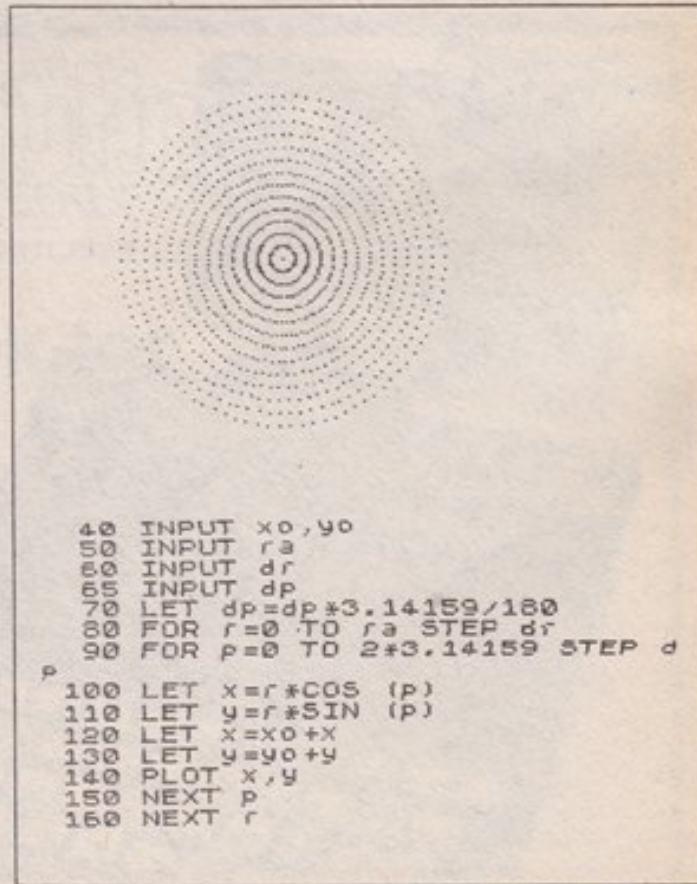 40 INPUT xo,yo
50 INPUT ra
60 INPUT dr
65 INPUT dp
70 LET dp=dp*3.14159/180
80 FOR r=0 TO ra STEP dr
90 FOR p=0 TO 2*3.14159 STEP d
p
100 LET x=r*COS (p)
110 LET y=r*SIN (p)
120 LET x=xo+x
130 LET y=yo+y
140 PLOT x,y
150 NEXT p
160 NEXT r